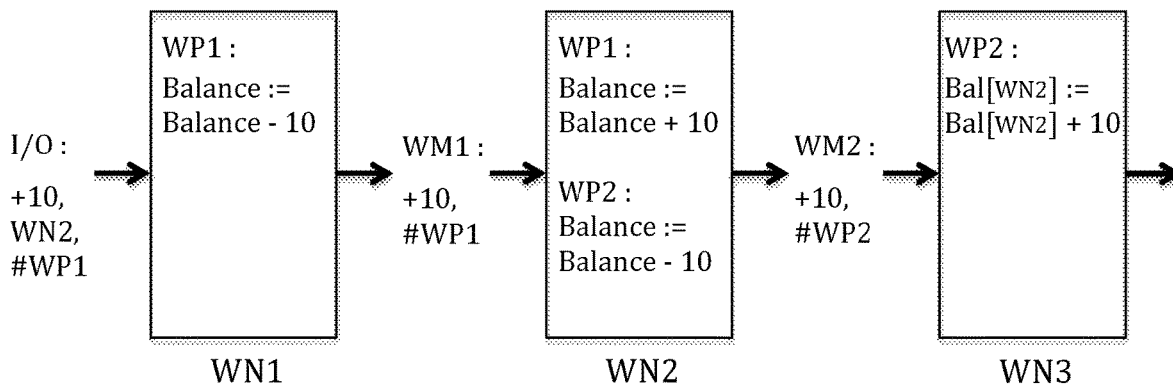 I/O :
+10,
WN2,
#WP1
WP1 :
Balance :=
Balance - 10
WN1
WM1 :
+10,
#WP1
WP1 :
Balance :=
Balance + 10
WP2 :
Balance :=
Balance - 10
WN2
WM2 :
+10,
#WP2
WP2 :
Bal[WN2] :=
Bal[WN2] + 10
WN3